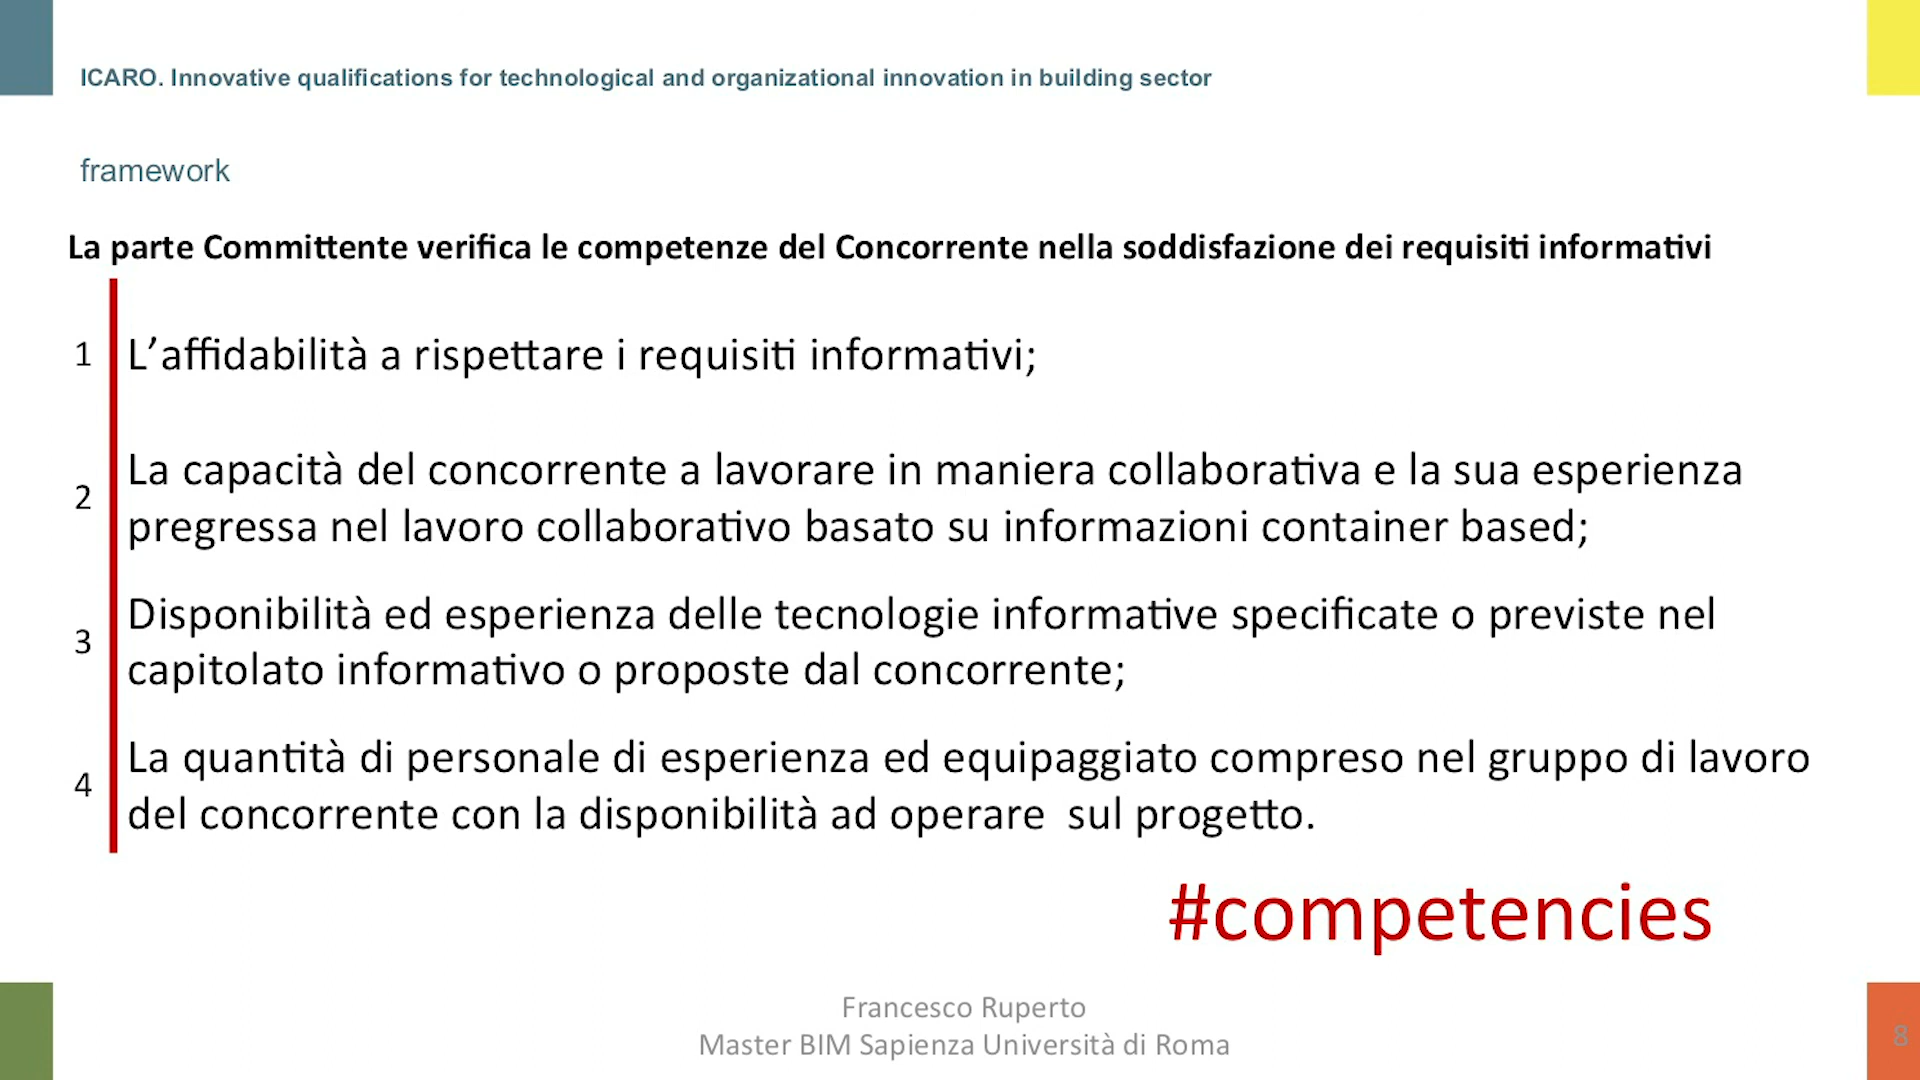 ICARO. Innovative qualifications for technological and organizational innovation in building sector
framework
La parte Committente verifica le competenze del Concorrente nella soddisfazione dei requisiti informativi
1 L’affidabilità a rispettare i requisiti informativi;
2 La capacità del concorrente a lavorare in maniera collaborativa e la sua esperienza
pregressa nel lavoro collaborativo basato su informazioni container based;
3 Disponibilità ed esperienza delle tecnologie informative specificate o previste nel
capitolato informativo o proposte dal concorrente;
4 La quantità di personale di esperienza ed equipaggiato compreso nel gruppo di lavoro
del concorrente con la disponibilità ad operare  sul progetto.
#competencies
Francesco Ruperto
Master BIM Sapienza Università di Roma
8